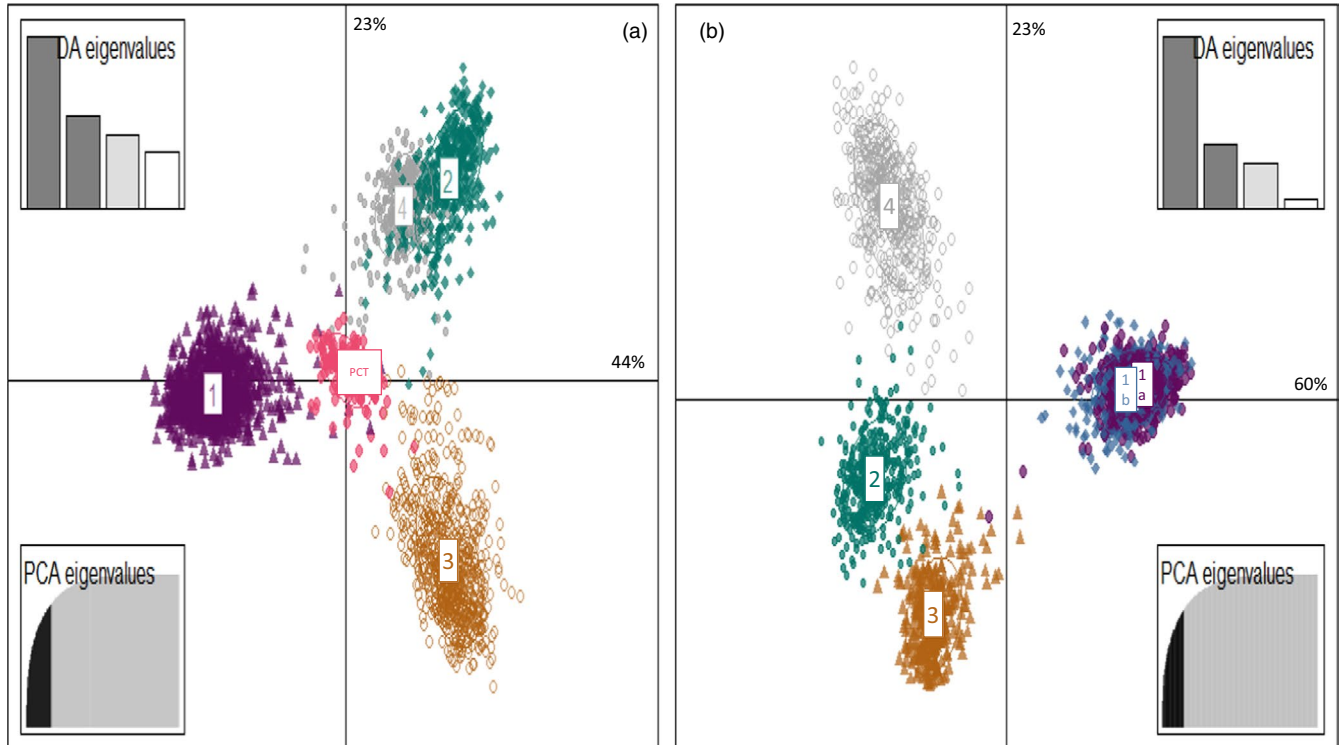 23%
(a)
DA eigenvalues
2
4
44%
PCT
1
3
PCA eigenvalues
(b)
23%
DA eigenvalues
4
60%
1
b
1
a
2
3
PCA eigenvalues